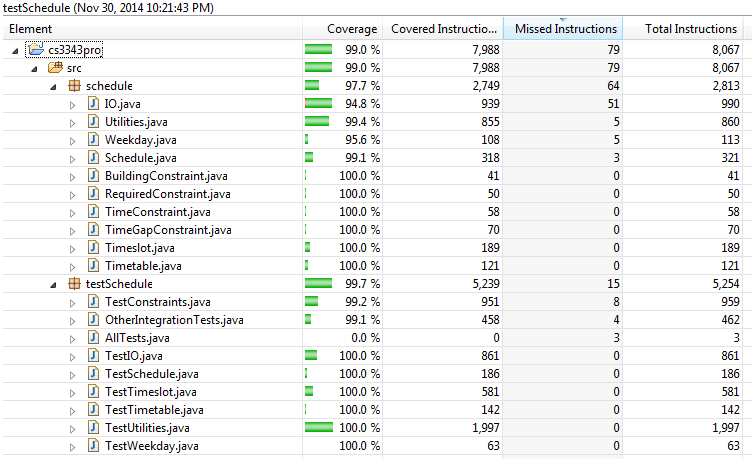 testSchedule (Nov 30, 2014 10:21:43 PM)
Element Coverage Covered Instructio... Missed Instructions Total Instructions
cs3343pro 99.0 % 7,988 79 8,067
src 99.0 % 7,988 79 8,067
schedule 97.7 % 2,749 64 2,813
IO.java 94.8 % 939 51 990
Utilities.java 99.4 % 855 5 860
Weekday.java 95.6 % 108 5 113
Schedule.java 99.1 % 318 3 321
BuildingConstraint.java 100.0 % 41 0 41
RequiredConstraint.java 100.0 % 50 0 50
TimeConstraint.java 100.0 % 58 0 58
TimeGapConstraint.java 100.0 % 70 0 70
Timeslot.java 100.0 % 189 0 189
Timetable.java 100.0 % 121 0 121
testSchedule 99.7 % 5,239 15 5,254
TestConstraints.java 99.2 % 951 8 959
OtherIntegrationTests.java 99.1 % 458 4 462
AllTests.java 0.0 % 0 3 3
TestIO.java 100.0 % 861 0 861
TestSchedule.java 100.0 % 186 0 186
TestTimeslot.java 100.0 % 581 0 581
TestTimetable.java 100.0 % 142 0 142
TestUtilities.java 100.0 % 1,997 0 1,997
TestWeekday.java 100.0 % 63 0 63